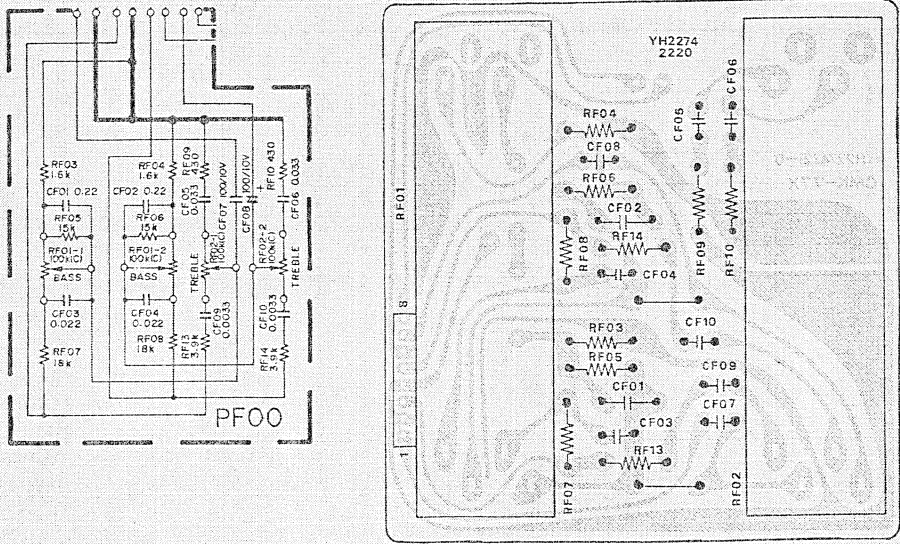 RF03
1.6k
CF01 0.22
RF05
15k
RF01-1
100k(C)
BASS
CF03
0.022
RF07
18k
RF04
1.6k
CF02 0.22
RF06
15k
RF01-2
100k(C)
BASS
CF04
0.022
RF08
18k
RF09
430
CF05
0.033
RF02-1
100k(C)
TREBLE
CF09
0.0033
RF13
3.9k
CF07 100/10V
CF08 100/10V
+
RF10 430
CF06 0.033
RF02-2
100k(C)
TREBLE
CF10
0.0033
RF14
3.9k
PF00
YH2274
2220
RF01
8
1
RF04
CF08
RF06
CF02
RF14
CF04
RF08
RF03
RF05
CF01
CF03
RF13
RF07
CF05
CF06
RF09
RF10
CF10
CF09
CF07
RF02